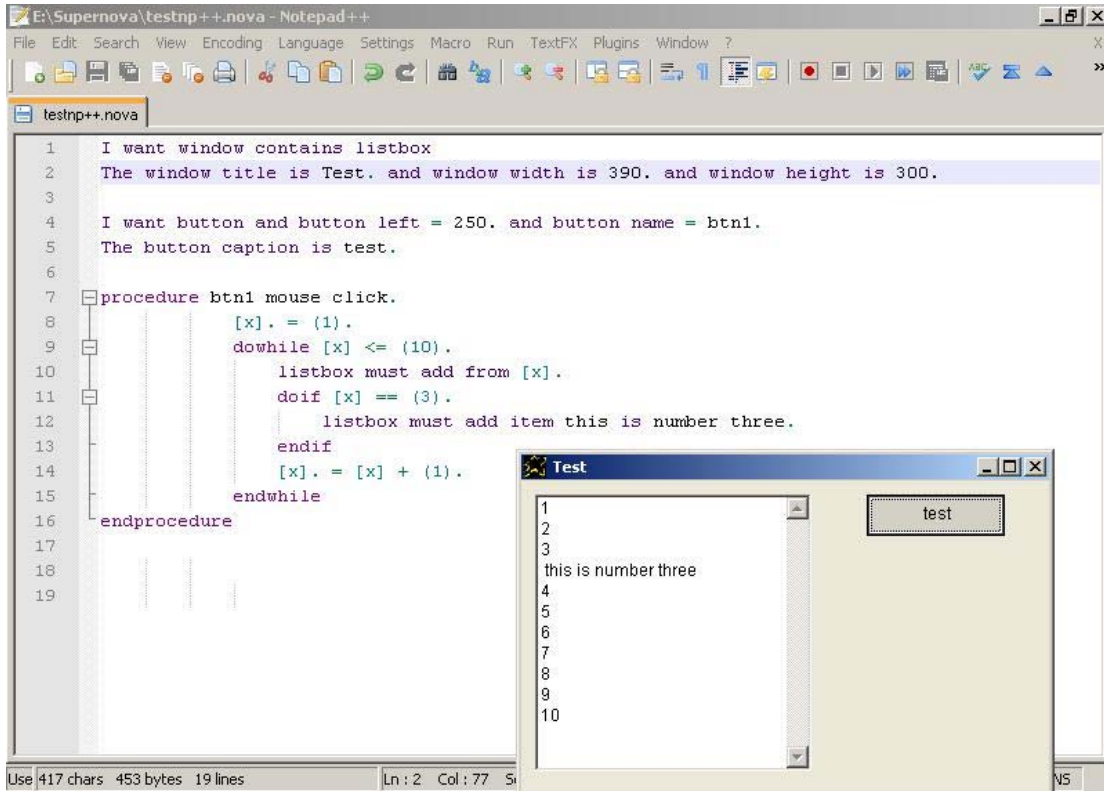 E:\Supernova\testnp++.nova - Notepad++
File Edit Search View Encoding Language Settings Macro Run TextFX Plugins Window ?
X
ABC
»
testnp++.nova
1 I want window contains listbox
2 The window title is Test. and window width is 390. and window height is 300.
3
4 I want button and button left = 250. and button name = btn1.
5 The button caption is test.
6
7 procedure btn1 mouse click.
8 [x]. = (1).
9 dowhile [x] <= (10).
10 listbox must add from [x].
11 doif [x] == (3).
12 listbox must add item this is number three.
13 endif
14 [x]. = [x] + (1).
15 endwhile
16 endprocedure
17
18
19
Test
1
2
3
this is number three
4
5
6
7
8
9
10
test
Use 417 chars 453 bytes 19 lines
Ln : 2 Col : 77